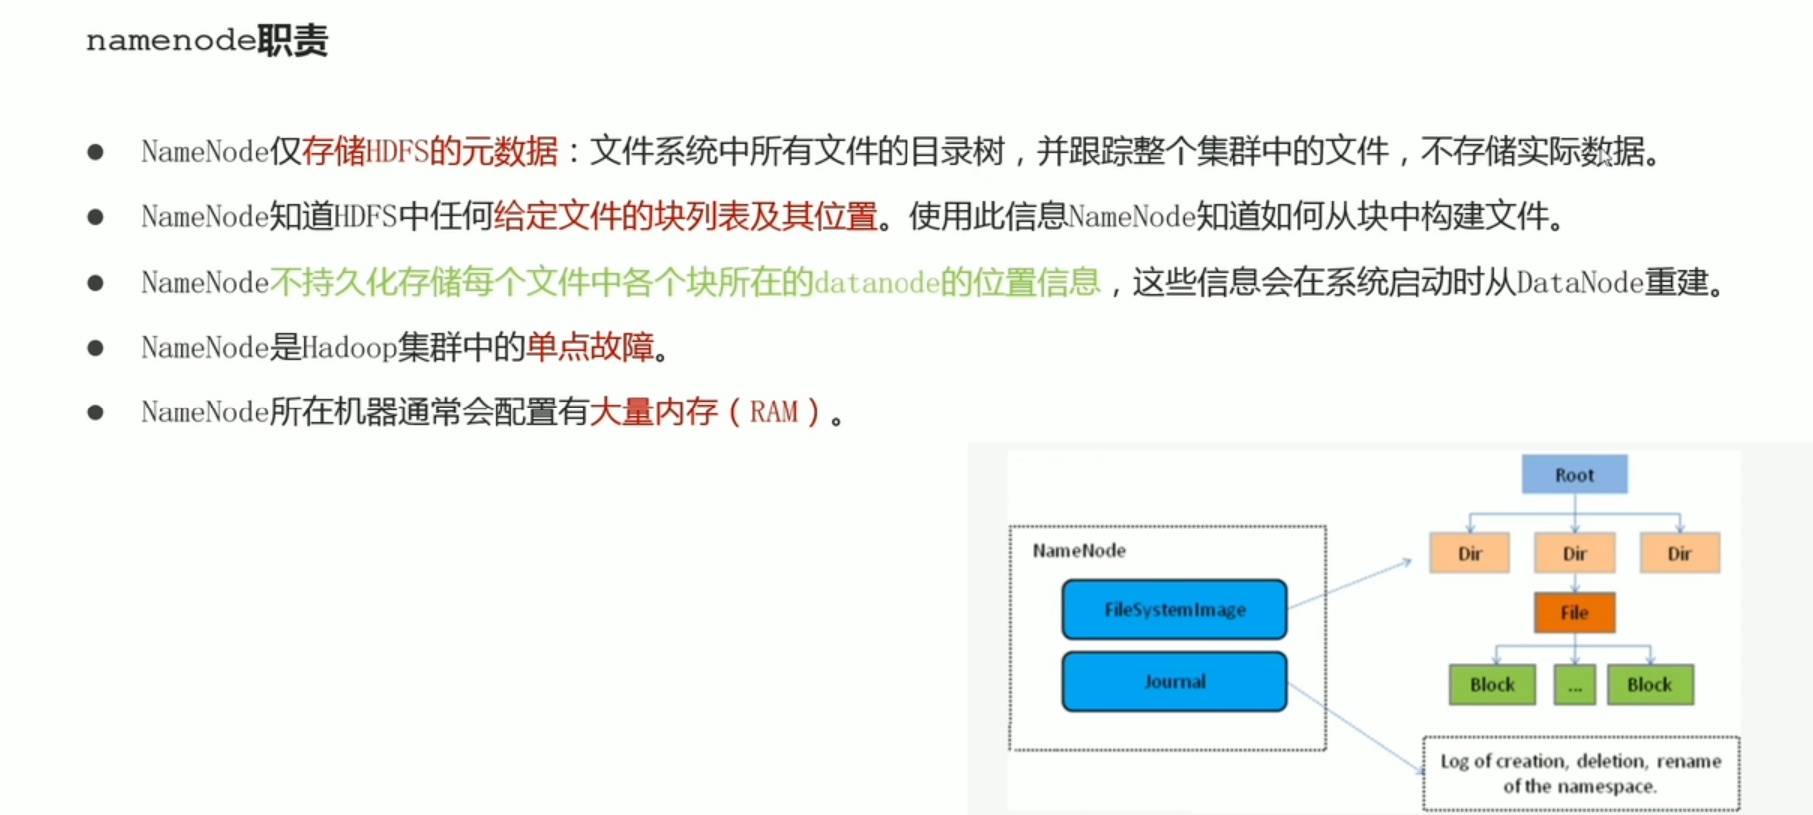 namenode职责
● NameNode仅存储HDFS的元数据：文件系统中所有文件的目录树，并跟踪整个集群中的文件，不存储实际数据。
● NameNode知道HDFS中任何给定文件的块列表及其位置。使用此信息NameNode知道如何从块中构建文件。
● NameNode不持久化存储每个文件中各个块所在的datanode的位置信息，这些信息会在系统启动时从DataNode重建。
● NameNode是Hadoop集群中的单点故障。
● NameNode所在机器通常会配置有大量内存（RAM）。
NameNode
FileSystemImage
Journal
Root
Dir Dir Dir
File
Block ... Block
Log of creation, deletion, rename
of the namespace.